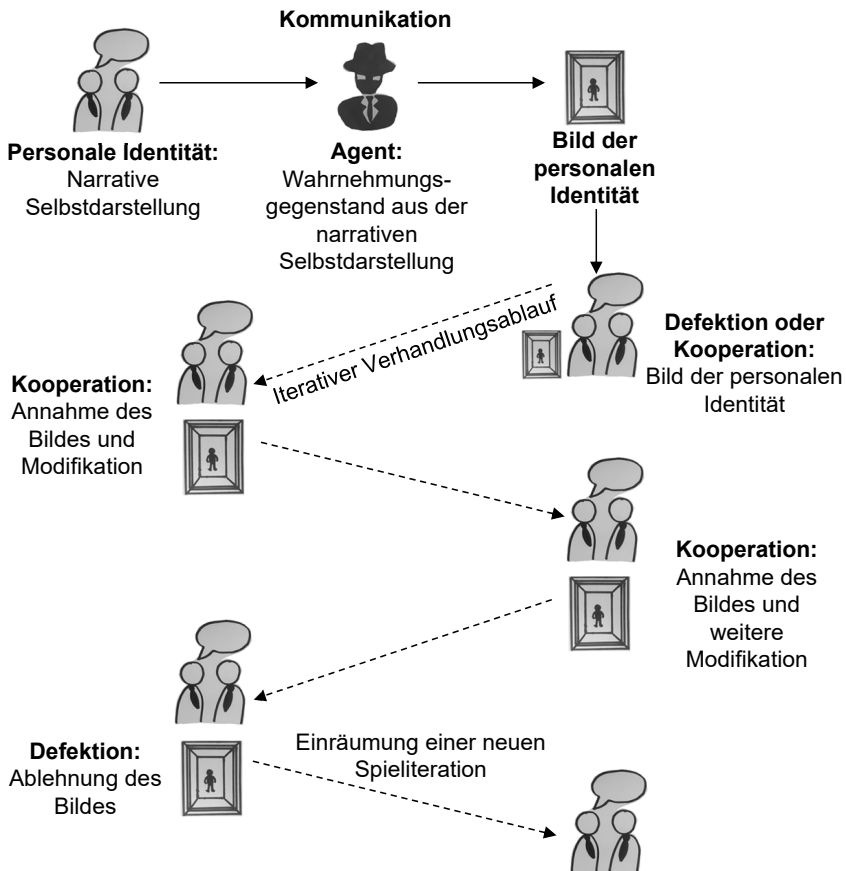 Kommunikation
Personale Identität:
Narrative
Selbstdarstellung
Agent:
Wahrnehmungs-
gegenstand aus der
narrativen
Selbstdarstellung
Bild der
personalen
Identität
Defektion oder
Kooperation:
Bild der personalen
Identität
Iterativer Verhandlungsablauf
Kooperation:
Annahme des
Bildes und
Modifikation
Kooperation:
Annahme des
Bildes und
weitere
Modifikation
Defektion:
Ablehnung des
Bildes
Einräumung einer neuen
Spieliteration